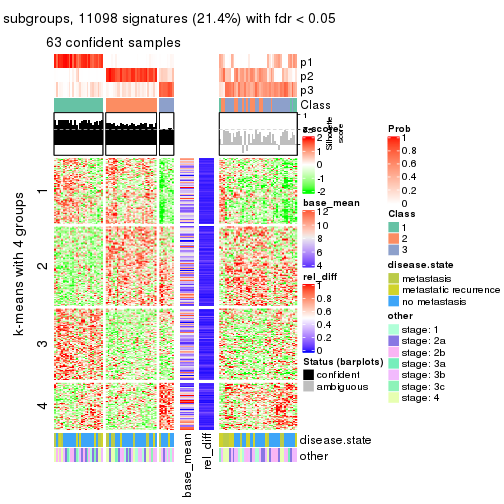 subgroups, 11098 signatures (21.4%) with fdr < 0.05
63 confident samples
p1
p2
p3
Class
1
0.5
0
Silhouette
score
z-score
2
1
0
-1
-2
base_mean
12
10
8
6
4
rel_diff
1
0.8
0.6
0.4
0.2
0
Status (barplots)
confident
ambiguous
Prob
1
0.8
0.6
0.4
0.2
0
Class
1
2
3
disease.state
metastasis
metastatic recurrence
no metastasis
other
stage: 1
stage: 2a
stage: 2b
stage: 3a
stage: 3b
stage: 3c
stage: 4
k-means with 4 groups
1
2
3
4
disease.state
other
base_mean
rel_diff